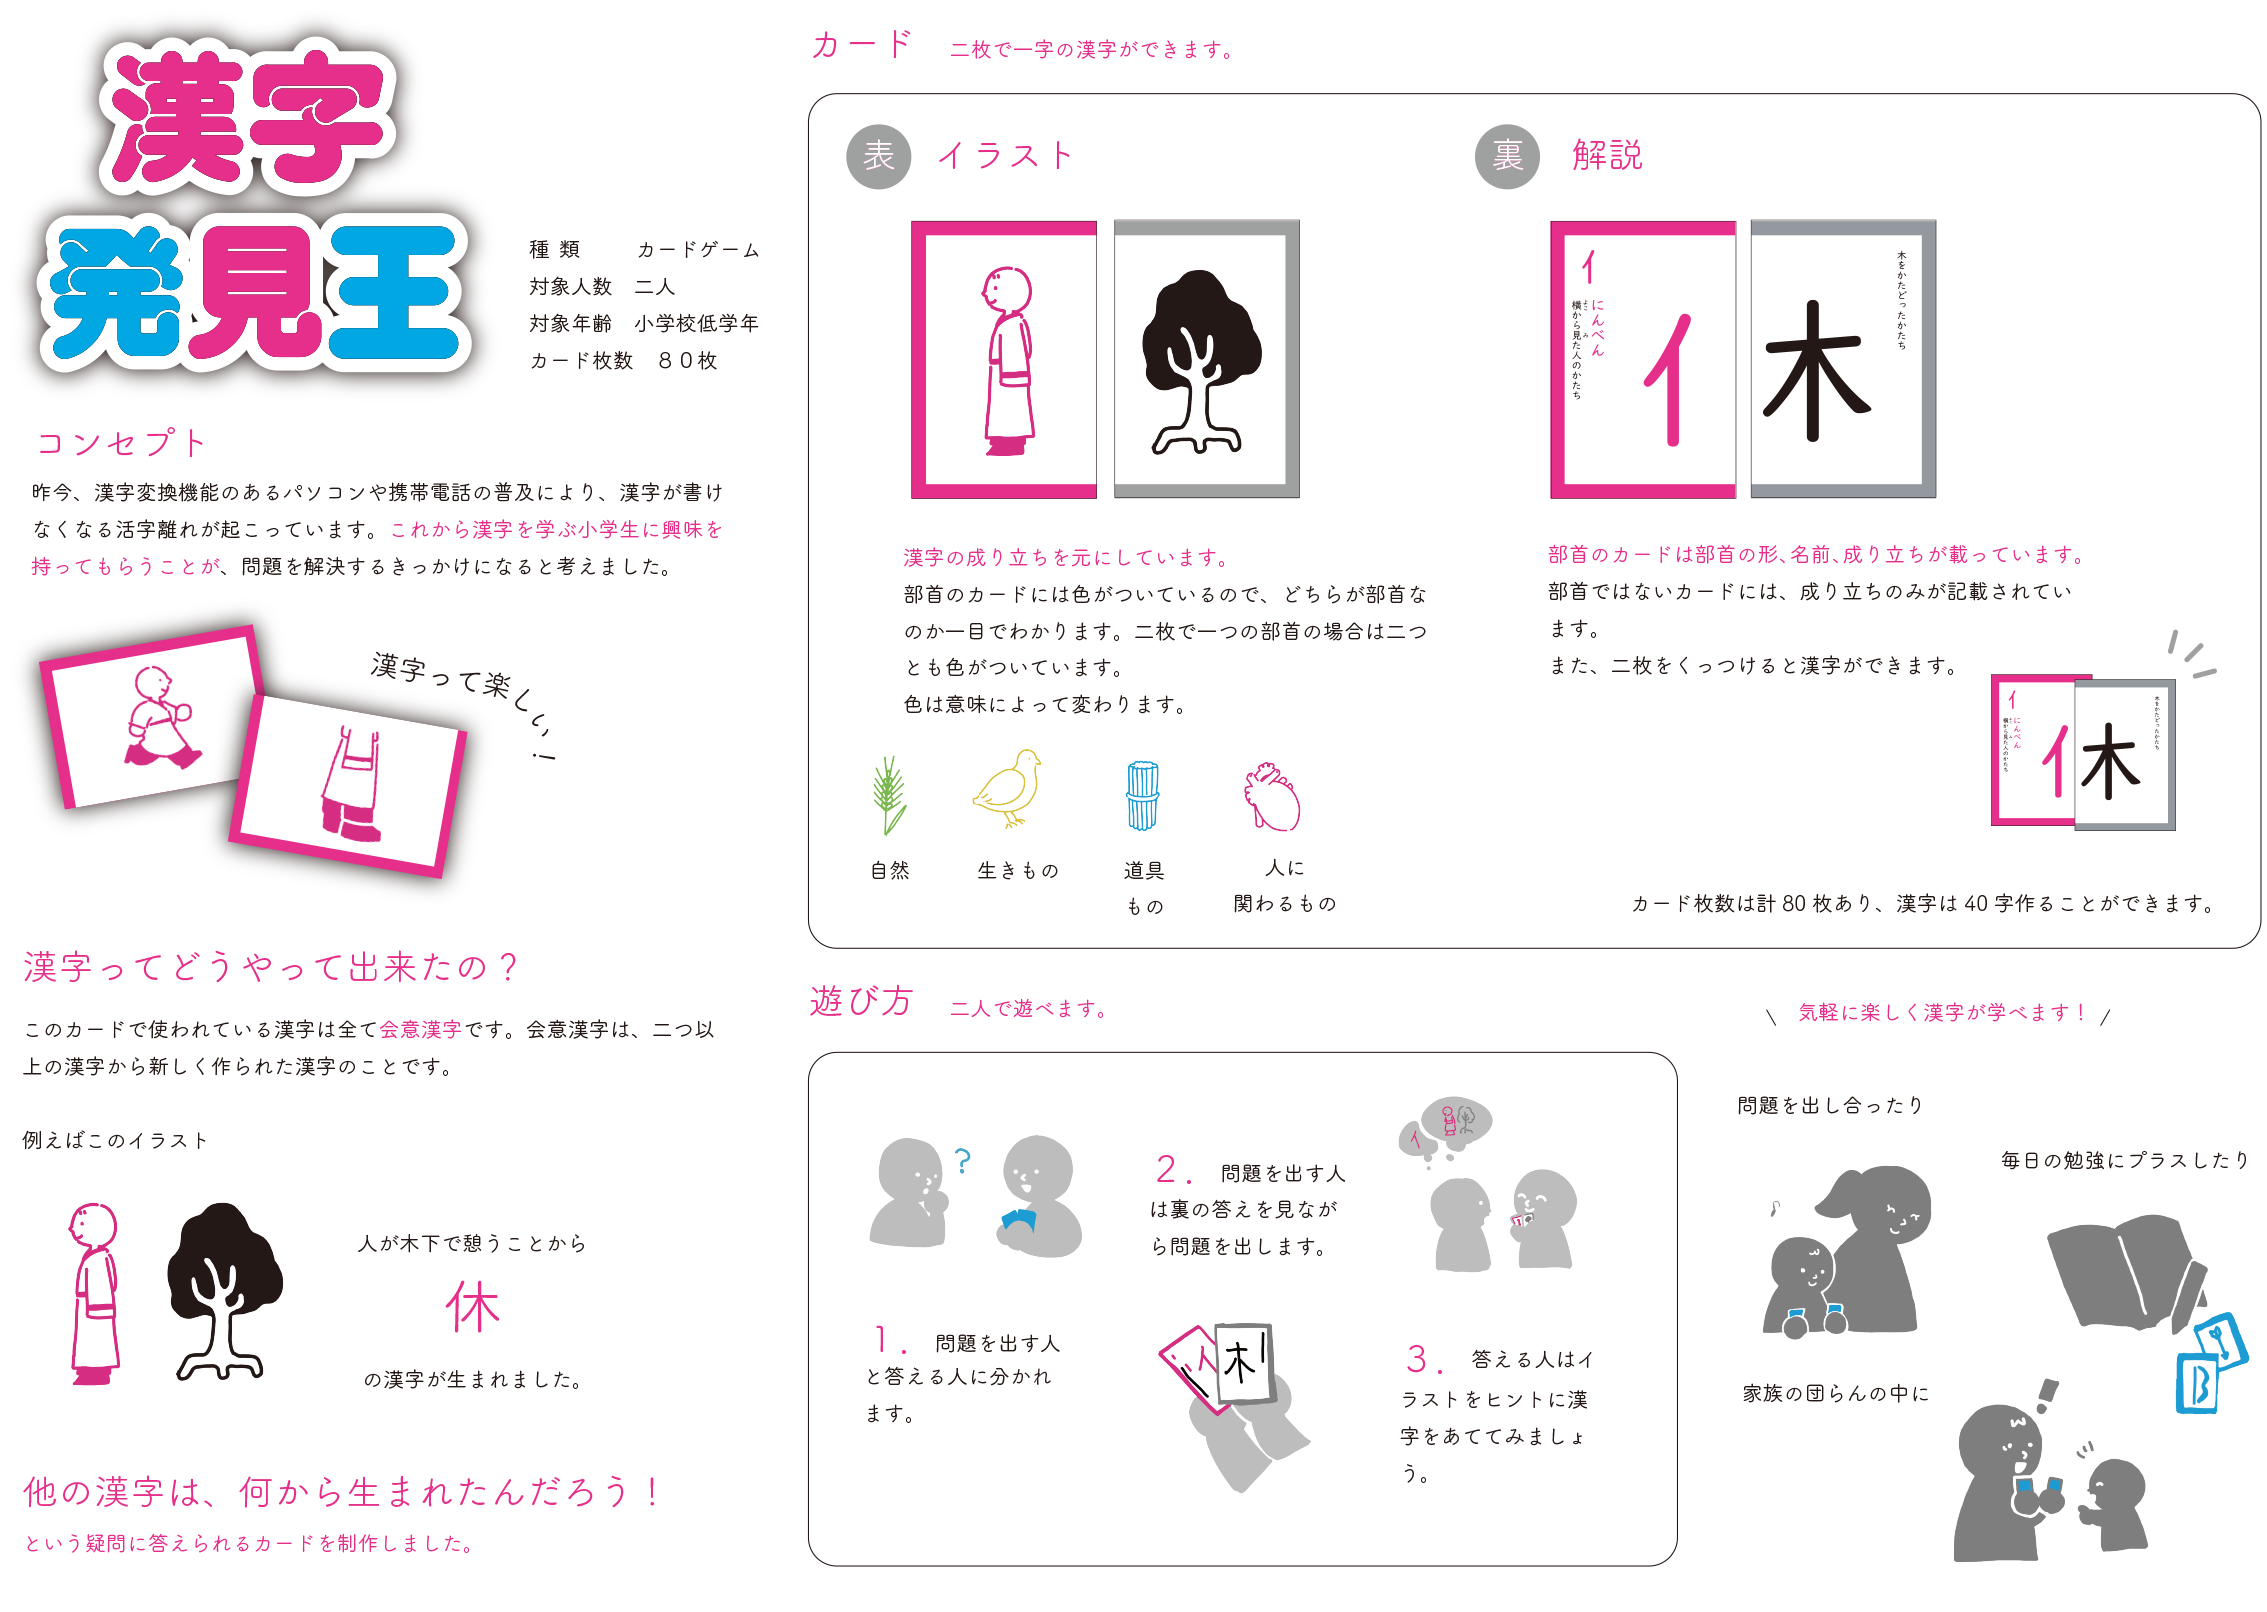 漢字
発見王
種 類　カードゲーム
対象人数　二人
対象年齢　小学校低学年
カード枚数　８０枚
コンセプト
昨今、漢字変換機能のあるパソコンや携帯電話の普及により、漢字が書け
なくなる活字離れが起こっています。これから漢字を学ぶ小学生に興味を
持ってもらうことが、問題を解決するきっかけになると考えました。
漢字って楽しい！
漢字ってどうやって出来たの？
このカードで使われている漢字は全て会意漢字です。会意漢字は、二つ以
上の漢字から新しく作られた漢字のことです。
例えばこのイラスト
人が木下で憩うことから
休
の漢字が生まれました。
他の漢字は、何から生まれたんだろう！
という疑問に答えられるカードを制作しました。
カード　二枚で一字の漢字ができます。
表　イラスト
漢字の成り立ちを元にしています。
部首のカードには色がついているので、どちらが部首な
のか一目でわかります。二枚で一つの部首の場合は二つ
とも色がついています。
色は意味によって変わります。
自然
生きもの
道具
もの
人に
関わるもの
裏　解説
亻
にんべん
横から見た人のかたち
よこ　み
亻
木
木をかたどったかたち
部首のカードは部首の形、名前、成り立ちが載っています。
部首ではないカードには、成り立ちのみが記載されてい
ます。
また、二枚をくっつけると漢字ができます。
亻
にんべん
横から見た人のかたち
亻
木
木をかたどったかたち
カード枚数は計 80 枚あり、漢字は 40 字作ることができます。
遊び方　二人で遊べます。
？
１．問題を出す人
と答える人に分かれ
ます。
２．問題を出す人
は裏の答えを見なが
ら問題を出します。
木
亻
３．答える人はイ
ラストをヒントに漢
字をあててみましょ
う。
\ 気軽に楽しく漢字が学べます！ /
問題を出し合ったり
毎日の勉強にプラスしたり
家族の団らんの中に